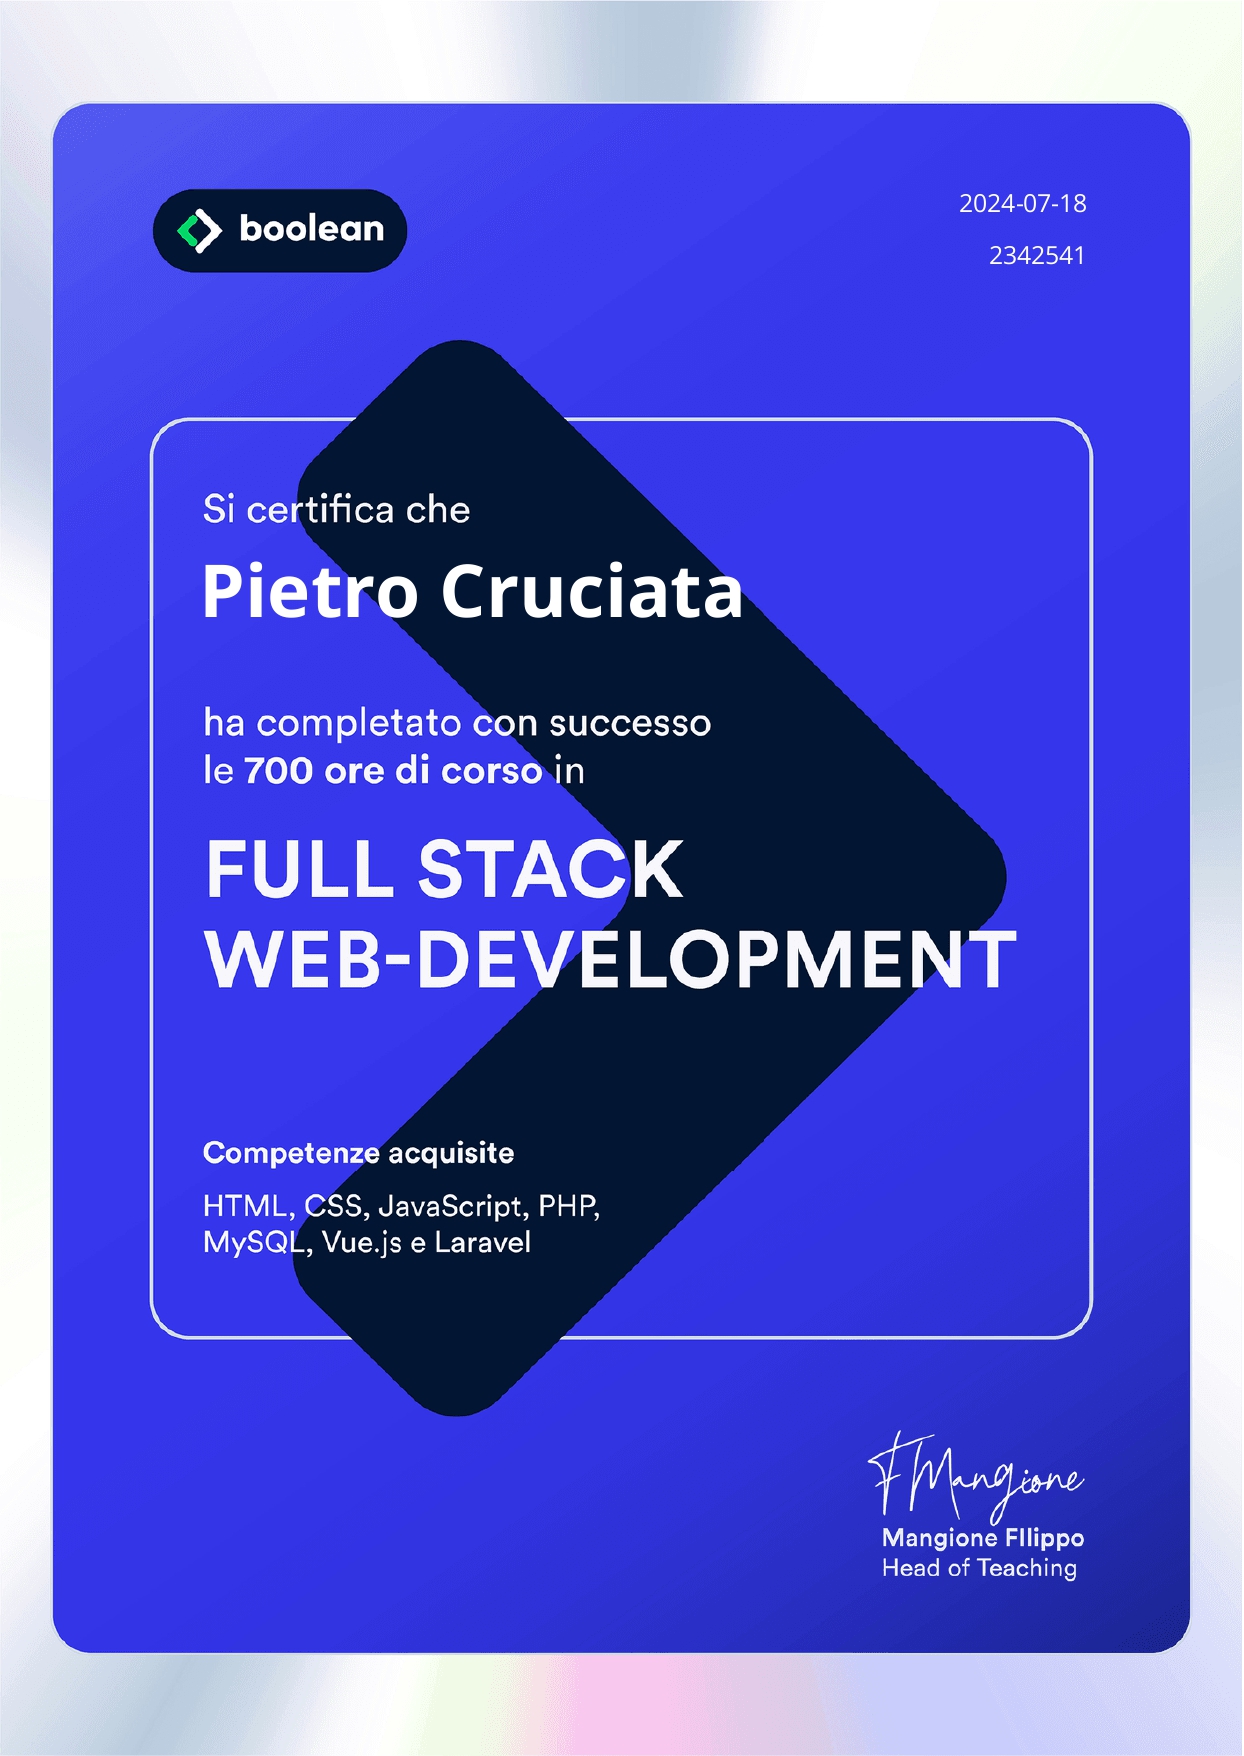 boolean
2024-07-18
2342541
Si certifica che
Pietro Cruciata
ha completato con successo
le 700 ore di corso in
FULL STACK
WEB-DEVELOPMENT
Competenze acquisite
HTML, CSS, JavaScript, PHP,
MySQL, Vue.js e Laravel
F Mangione
Mangione FIlippo
Head of Teaching